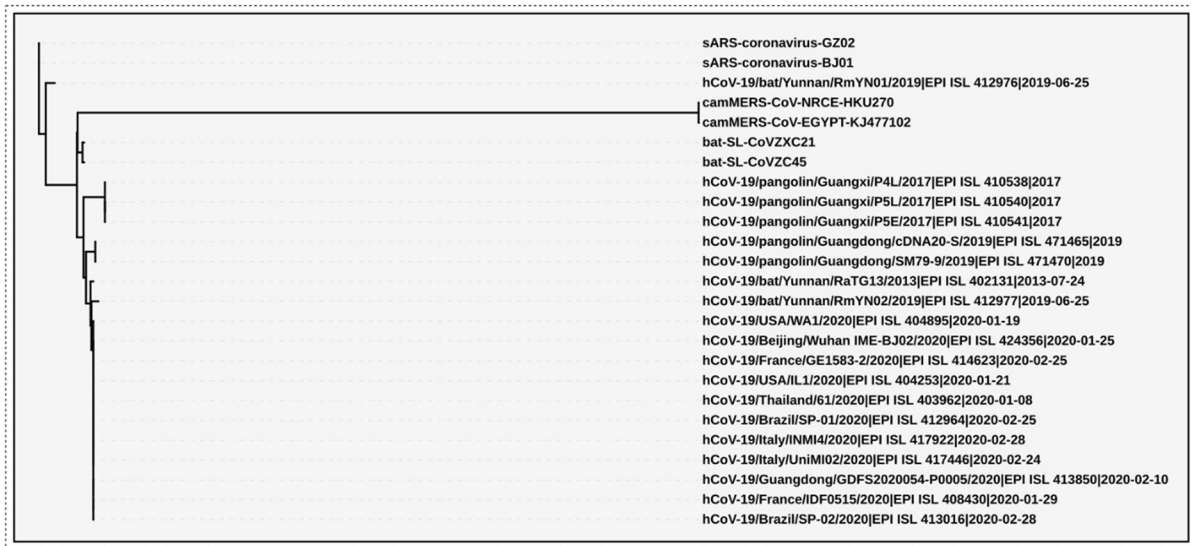 sARS-coronavirus-GZ02
sARS-coronavirus-BJ01
hCoV-19/bat/Yunnan/RmYN01/2019|EPI ISL 412976|2019-06-25
camMERS-CoV-NRCE-HKU270
camMERS-CoV-EGYPT-KJ477102
bat-SL-CoVZXC21
bat-SL-CoVZC45
hCoV-19/pangolin/Guangxi/P4L/2017|EPI ISL 410538|2017
hCoV-19/pangolin/Guangxi/P5L/2017|EPI ISL 410540|2017
hCoV-19/pangolin/Guangxi/P5E/2017|EPI ISL 410541|2017
hCoV-19/pangolin/Guangdong/cDNA20-S/2019|EPI ISL 471465|2019
hCoV-19/pangolin/Guangdong/SM79-9/2019|EPI ISL 471470|2019
hCoV-19/bat/Yunnan/RaTG13/2013|EPI ISL 402131|2013-07-24
hCoV-19/bat/Yunnan/RmYN02/2019|EPI ISL 412977|2019-06-25
hCoV-19/USA/WA1/2020|EPI ISL 404895|2020-01-19
hCoV-19/Beijing/Wuhan IME-BJ02/2020|EPI ISL 424356|2020-01-25
hCoV-19/France/GE1583-2/2020|EPI ISL 414623|2020-02-25
hCoV-19/USA/IL1/2020|EPI ISL 404253|2020-01-21
hCoV-19/Thailand/61/2020|EPI ISL 403962|2020-01-08
hCoV-19/Brazil/SP-01/2020|EPI ISL 412964|2020-02-25
hCoV-19/Italy/INMI4/2020|EPI ISL 417922|2020-02-28
hCoV-19/Italy/UniMI02/2020|EPI ISL 417446|2020-02-24
hCoV-19/Guangdong/GDFS2020054-P0005/2020|EPI ISL 413850|2020-02-10
hCoV-19/France/IDF0515/2020|EPI ISL 408430|2020-01-29
hCoV-19/Brazil/SP-02/2020|EPI ISL 413016|2020-02-28